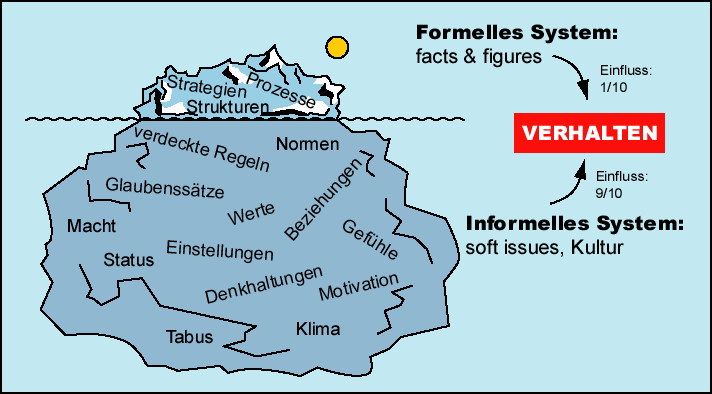 Formelles System:
facts & figures
Einfluss:
1/10
Strategien
Prozesse
Strukturen
VERHALTEN
verdeckte Regeln
Normen
Glaubenssätze
Beziehungen
Einfluss:
9/10
Werte
Macht
Informelles System:
soft issues, Kultur
Gefühle
Einstellungen
Status
Denkhaltungen
Motivation
Tabus
Klima